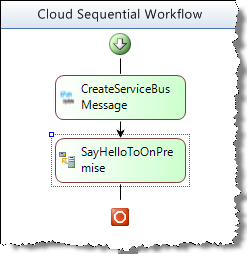 Cloud Sequential Workflow
CreateServiceBus
Message
SayHelloToOnPre
mise